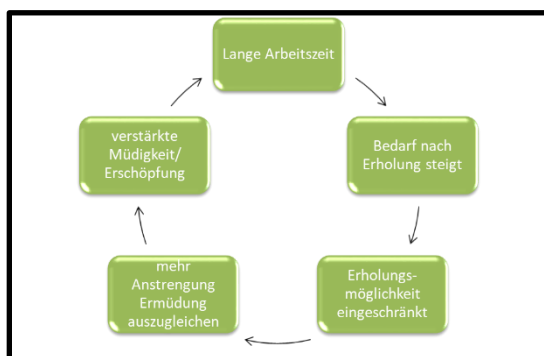 Lange Arbeitszeit
Bedarf nach
Erholung steigt
Erholungs-
möglichkeit
eingeschränkt
mehr
Anstrengung
Ermüdung
auszugleichen
verstärkte
Müdigkeit/
Erschöpfung